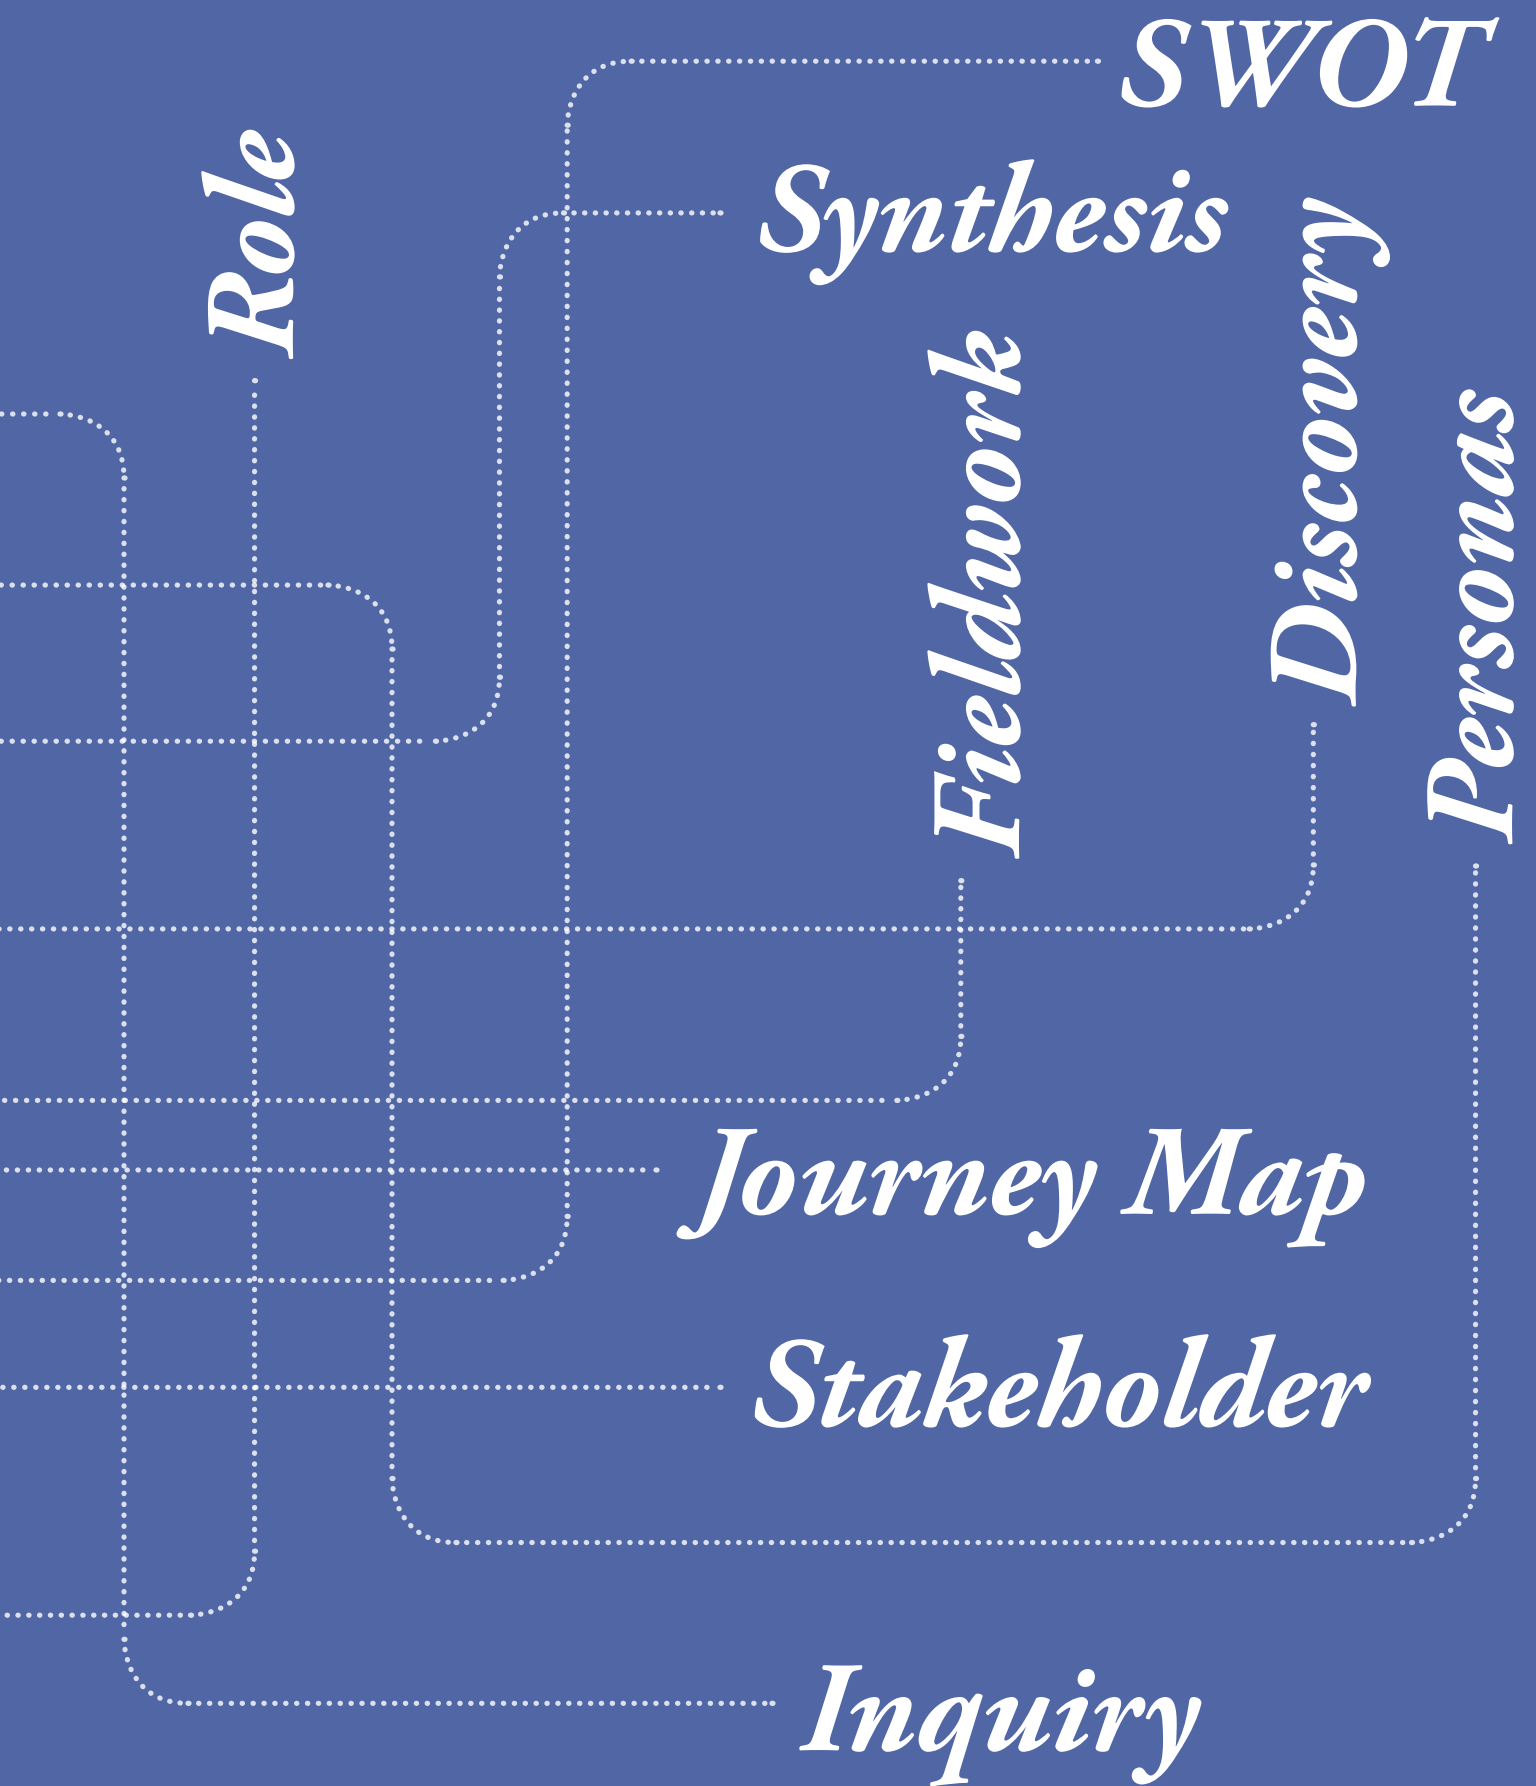 SWOT
Role
Synthesis
Fieldwork
Discovery
Personas
Journey Map
Stakeholder
Inquiry